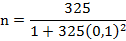 n = 325 / (1 + 325(0,1)²)